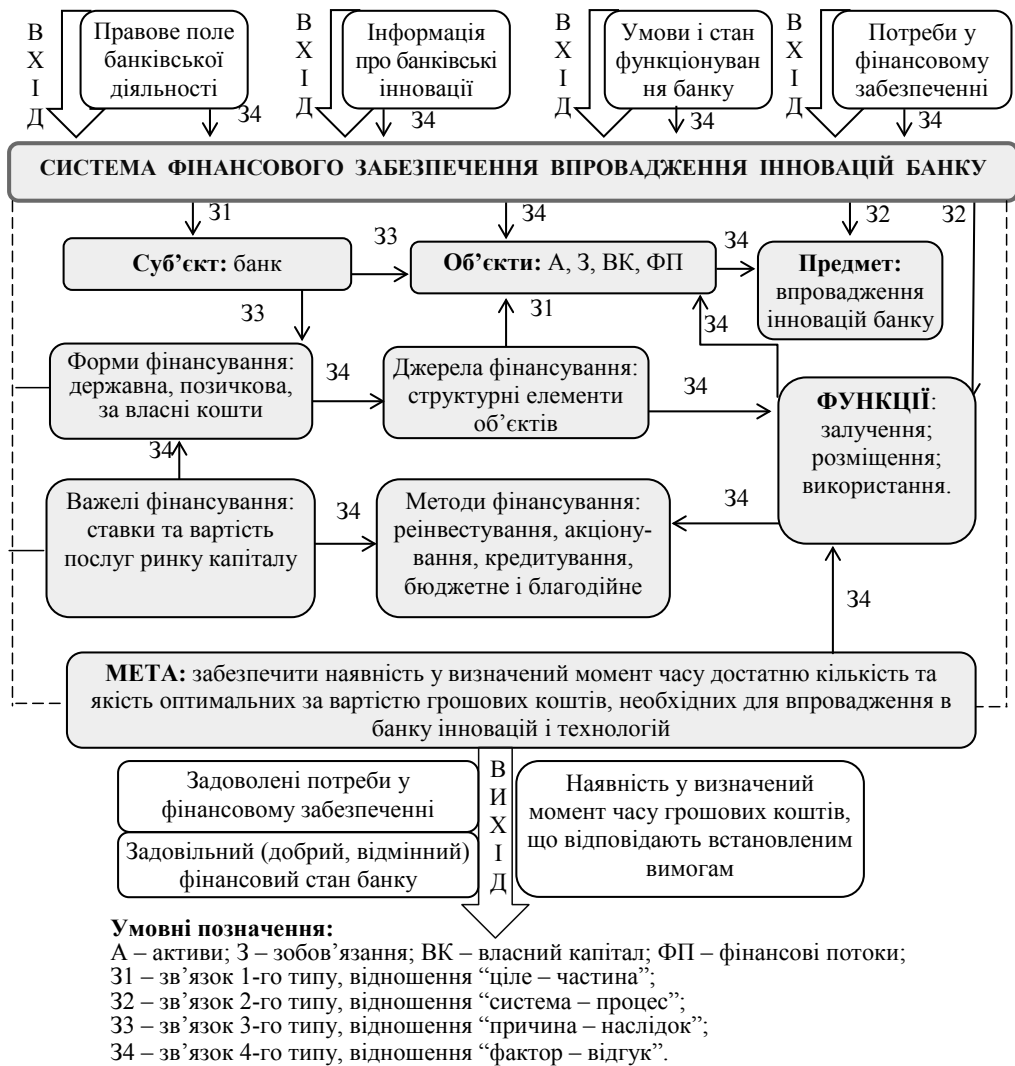 ВХІД
Правове поле
банківської
діяльності
З4
ВХІД
Інформація
про банківські
інновації
З4
ВХІД
Умови і стан
функціонуван
ня банку
З4
ВХІД
Потреби у
фінансовому
забезпеченні
З4
СИСТЕМА ФІНАНСОВОГО ЗАБЕЗПЕЧЕННЯ ВПРОВАДЖЕННЯ ІННОВАЦІЙ БАНКУ
З1
З4
З2
З2
Суб’єкт: банк
З3
Об’єкти: А, З, ВК, ФП
З4
Предмет:
впровадження
інновацій банку
З3
З1
З4
Форми фінансування:
державна, позичкова,
за власні кошти
З4
Джерела фінансування:
структурні елементи
об’єктів
З4
ФУНКЦІЇ:
залучення;
розміщення;
використання.
З4
Важелі фінансування:
ставки та вартість
послуг ринку капіталу
З4
Методи фінансування:
реінвестування, акціону-
вання, кредитування,
бюджетне і благодійне
З4
З4
МЕТА: забезпечити наявність у визначений момент часу достатню кількість та
якість оптимальних за вартістю грошових коштів, необхідних для впровадження в
банку інновацій і технологій
Задоволені потреби у
фінансовому забезпеченні
Задовільний (добрий, відмінний)
фінансовий стан банку
ВИХІД
Наявність у визначений
момент часу грошових коштів,
що відповідають встановленим
вимогам
Умовні позначення:
А – активи; З – зобов’язання; ВК – власний капітал; ФП – фінансові потоки;
З1 – зв’язок 1-го типу, відношення “ціле – частина”;
З2 – зв’язок 2-го типу, відношення “система – процес”;
З3 – зв’язок 3-го типу, відношення “причина – наслідок”;
З4 – зв’язок 4-го типу, відношення “фактор – відгук”.